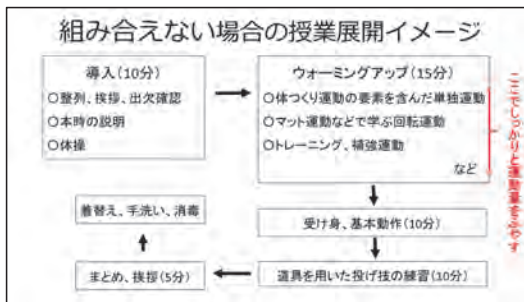 組み合えない場合の授業展開イメージ
導入(10分)
○整列、挨拶、出欠確認
○本時の説明
○体操
ウォーミングアップ(15分)
○体つくり運動の要素を含んだ単独運動
○マット運動などで学ぶ回転運動
○トレーニング、補強運動
など
ここでしっかりと運動量をふやす
受け身、基本動作(10分)
道具を用いた投げ技の練習(10分)
まとめ、挨拶(5分)
着替え、手洗い、消毒